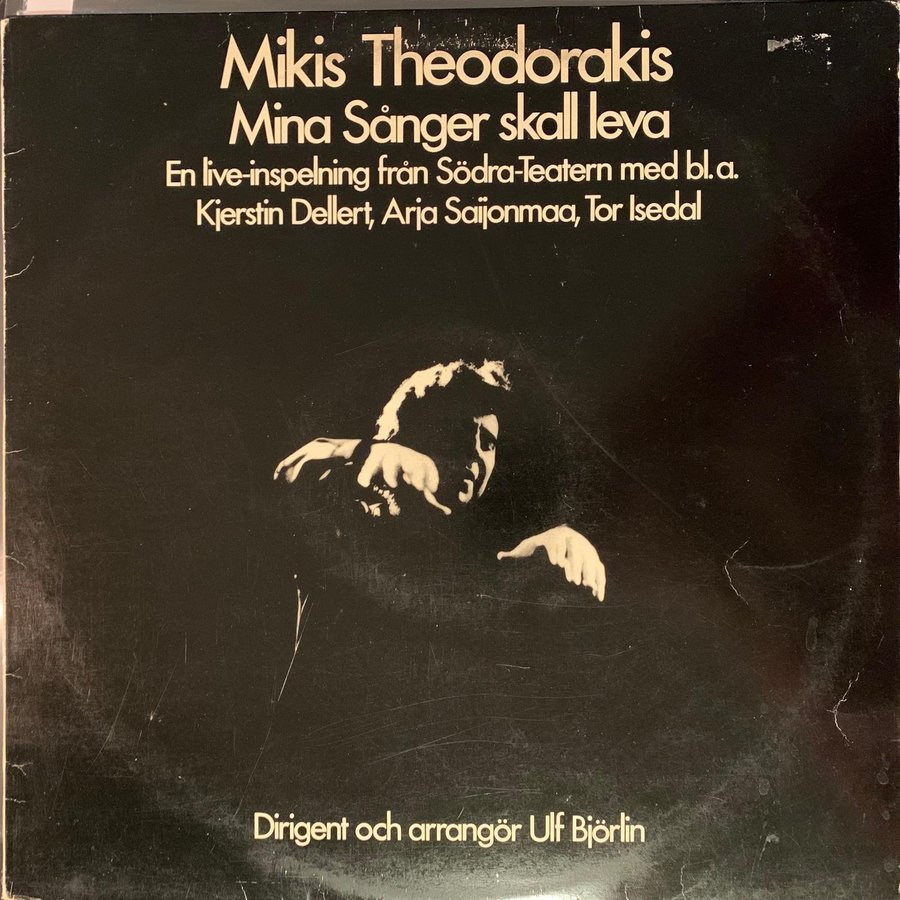 Mikis Theodorakis
Mina Sånger skall leva
En live-inspelning från Södra-Teatern med bl. a.
Kjerstin Dellert, Arja Saijonmaa, Tor Isedal
Dirigent och arrangör Ulf Björlin